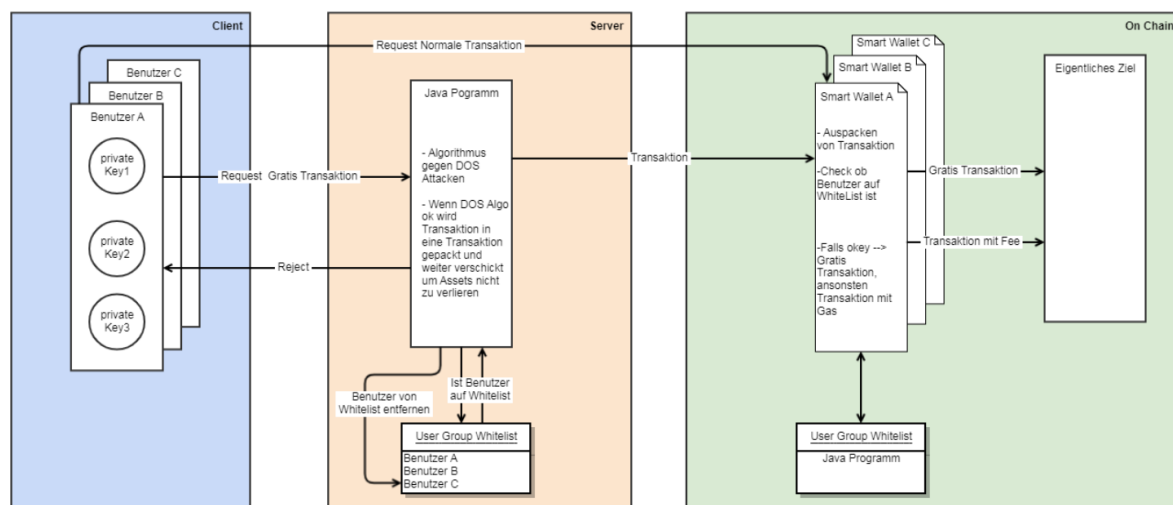 Client
Server
On Chain
Request Normale Transaktion
Benutzer C
Benutzer B
Benutzer A
private
Key1
private
Key2
private
Key3
Request Gratis Transaktion
Reject
Java Pogramm
- Algorithmus
gegen DOS
Attacken
- Wenn DOS Algo
ok wird
Transaktion in
eine Transaktion
gepackt und
weiter verschickt
um Assets nicht
zu verlieren
Benutzer von
Whitelist entfernen
Ist Benutzer
auf Whitelist
User Group Whitelist
Benutzer A
Benutzer B
Benutzer C
Transaktion
Smart Wallet C
Smart Wallet B
Smart Wallet A
- Auspacken
von Transaktion
-Check ob
Benutzer auf
WhiteList ist
-Falls okey -->
Gratis
Transaktion,
ansonsten
Transaktion mit
Gas
Gratis Transaktion
Transaktion mit Fee
Eigentliches Ziel
User Group Whitelist
Java Programm